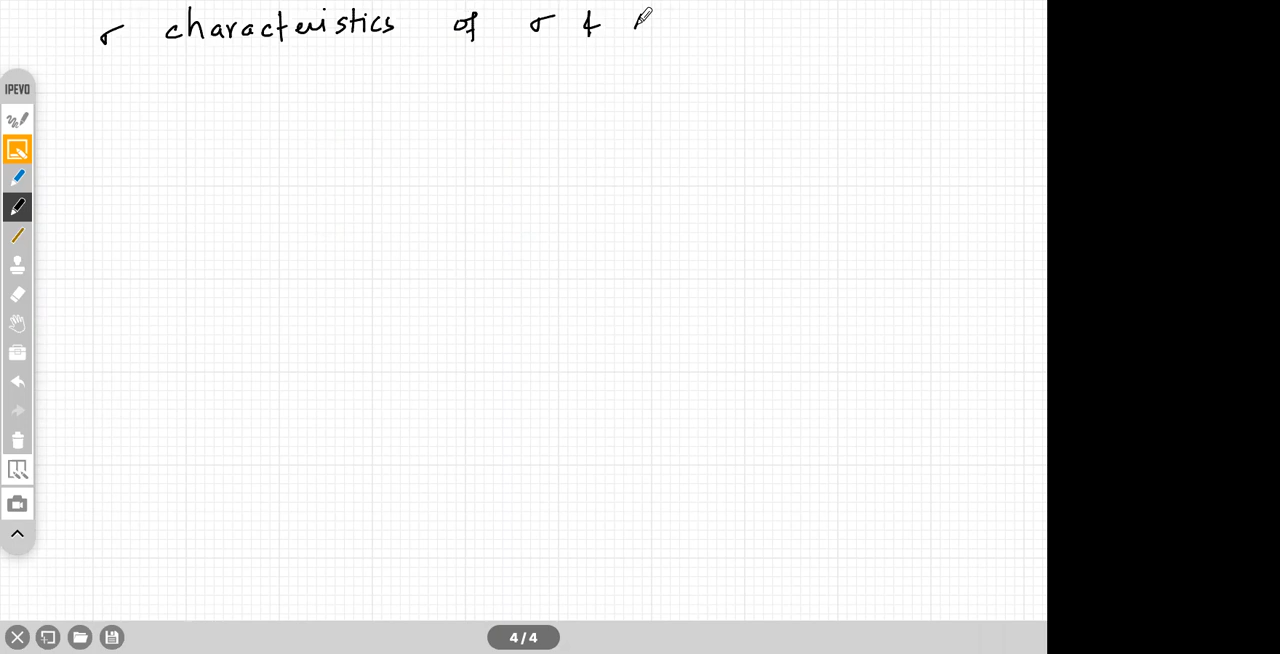 σ characteristics of σ &
IPEVO
4 / 4